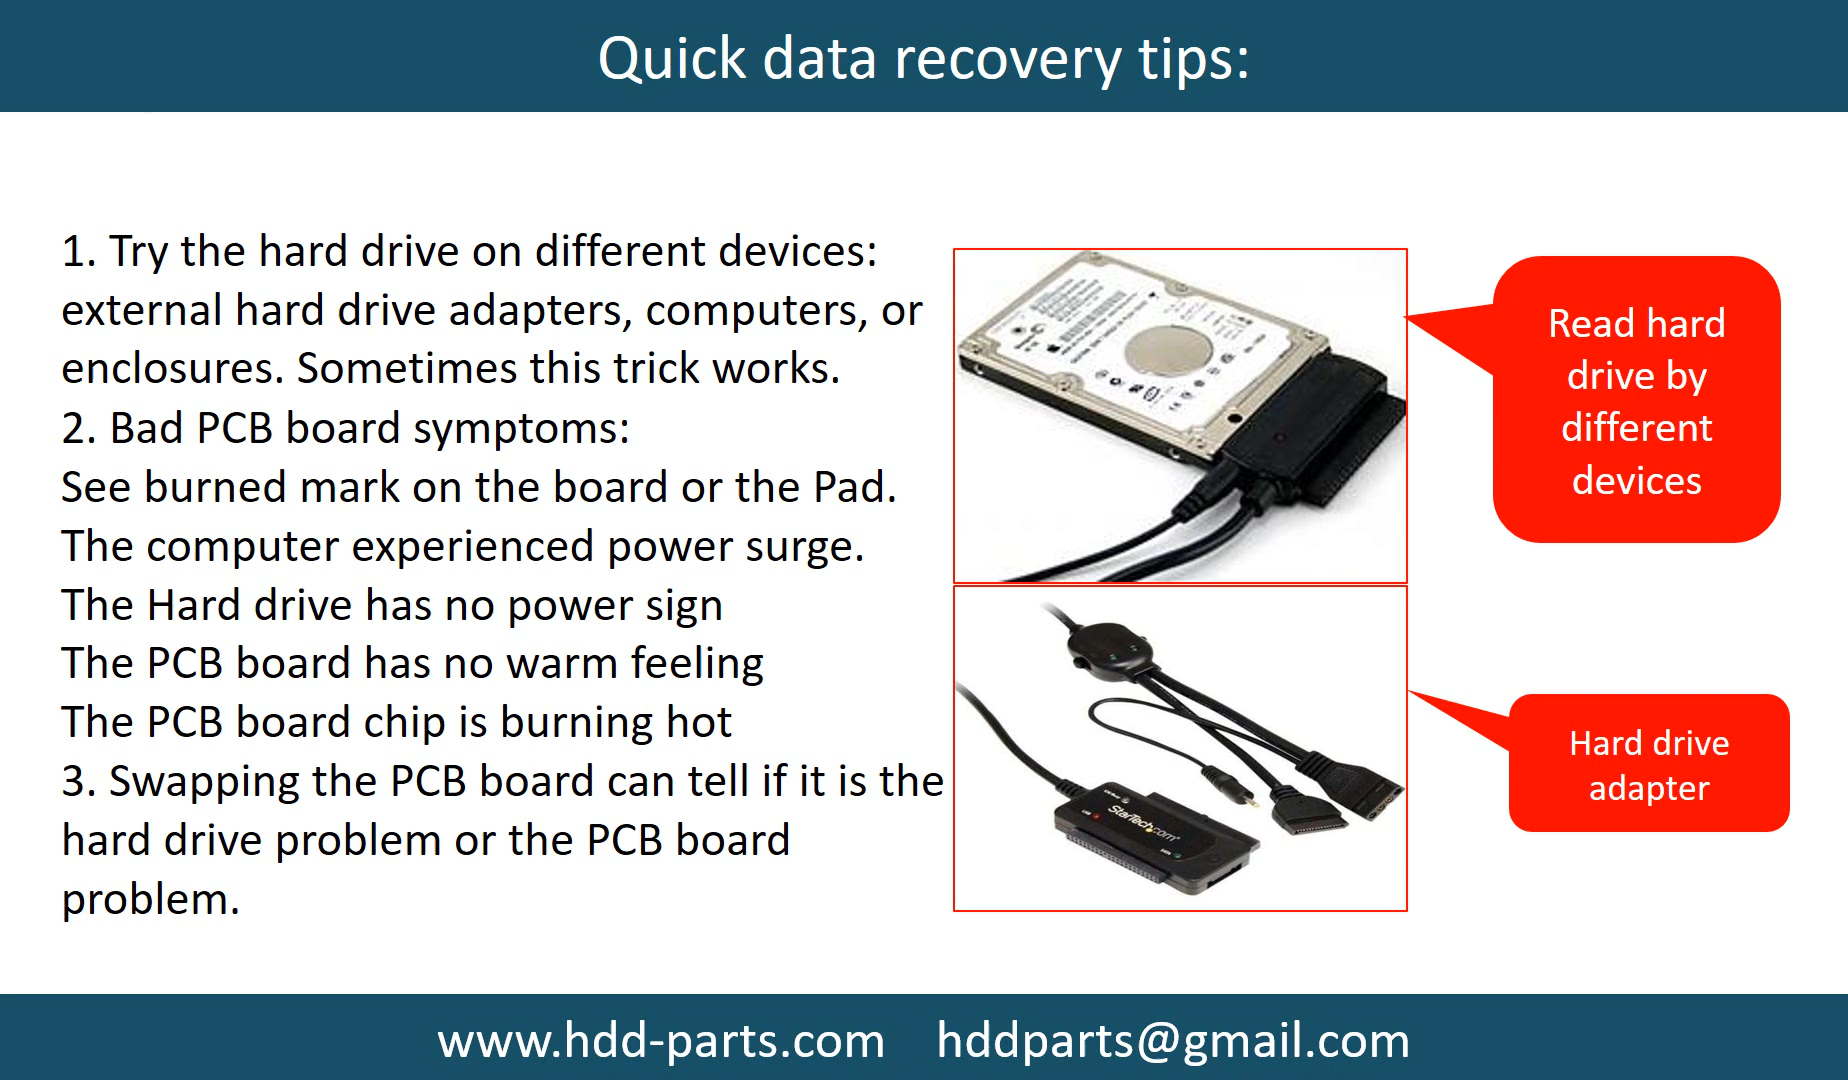 Quick data recovery tips:
1. Try the hard drive on different devices:
external hard drive adapters, computers, or
enclosures. Sometimes this trick works.
2. Bad PCB board symptoms:
See burned mark on the board or the Pad.
The computer experienced power surge.
The Hard drive has no power sign
The PCB board has no warm feeling
The PCB board chip is burning hot
3. Swapping the PCB board can tell if it is the
hard drive problem or the PCB board
problem.
Read hard
drive by
different
devices
StarTech.com
Hard drive
adapter
www.hdd-parts.com hddparts@gmail.com